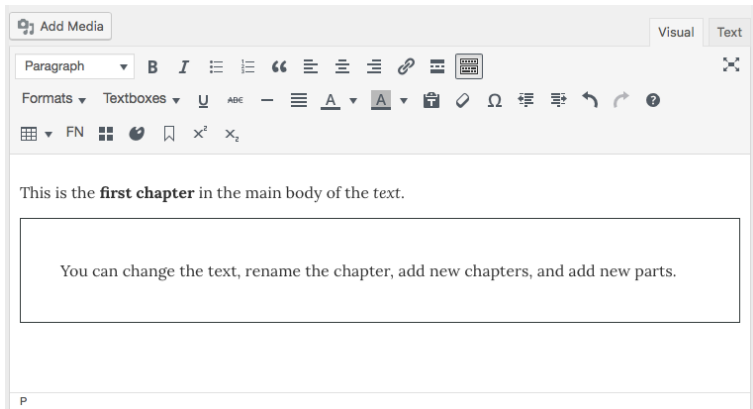 Add Media
Visual Text
Paragraph B I
Formats Textboxes U ABC A A Ω
FN x² x₂
This is the first chapter in the main body of the text.
You can change the text, rename the chapter, add new chapters, and add new parts.
P